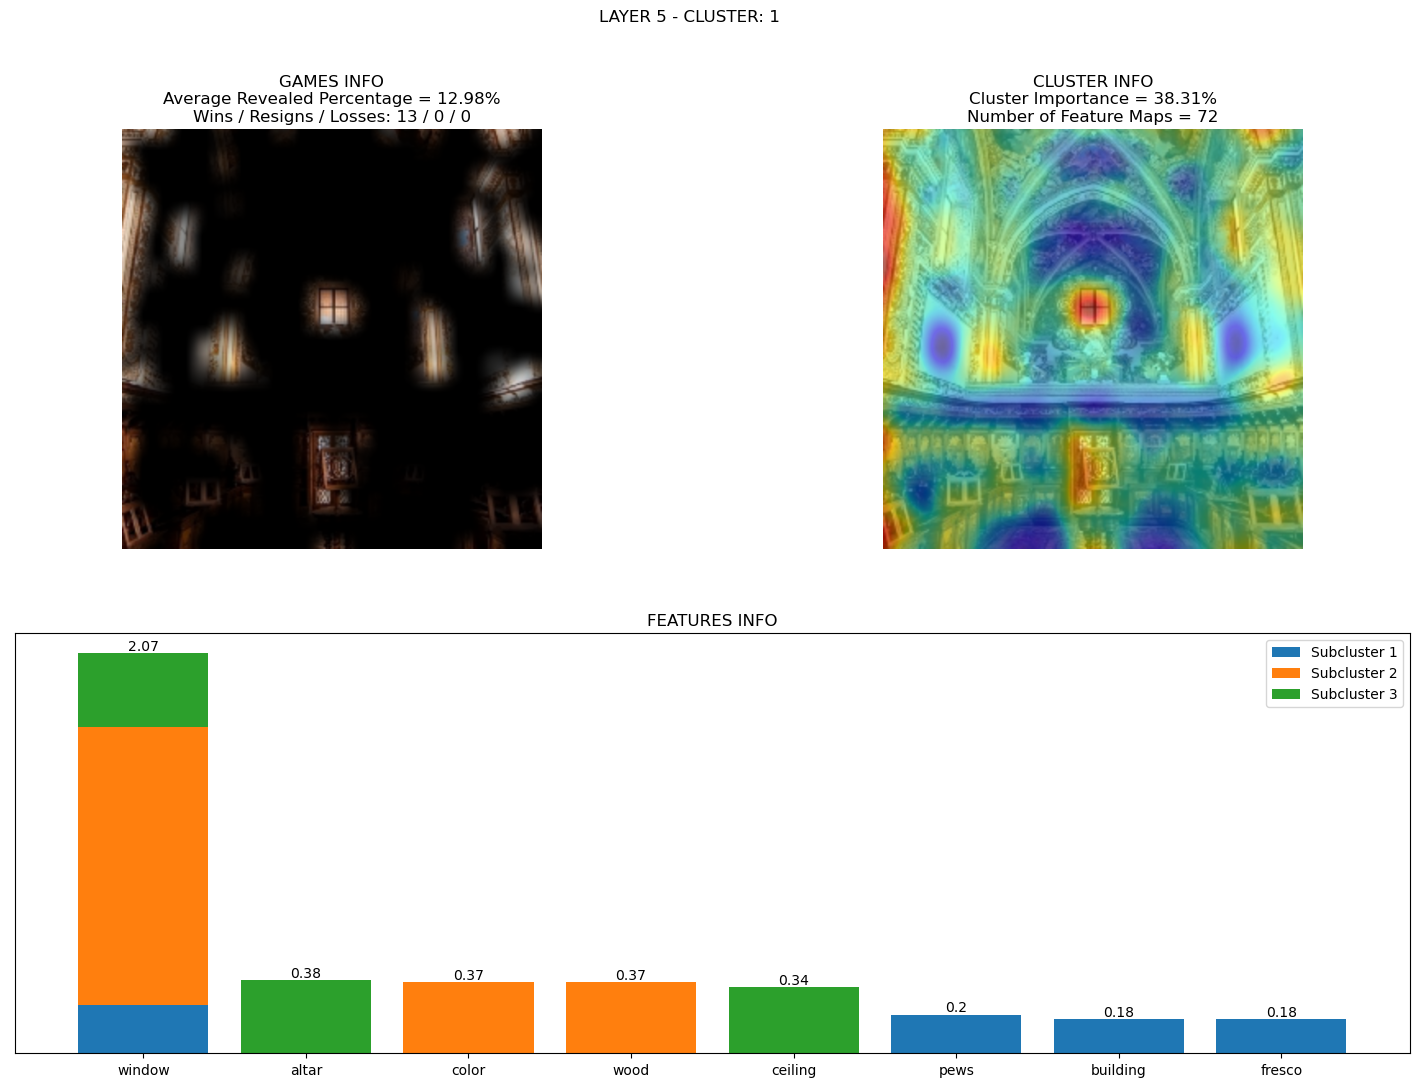 LAYER 5 - CLUSTER: 1
GAMES INFO
Average Revealed Percentage = 12.98%
Wins / Resigns / Losses: 13 / 0 / 0
CLUSTER INFO
Cluster Importance = 38.31%
Number of Feature Maps = 72
FEATURES INFO
Subcluster 1
Subcluster 2
Subcluster 3
2.07
0.38
0.37
0.37
0.34
0.2
0.18
0.18
window
altar
color
wood
ceiling
pews
building
fresco